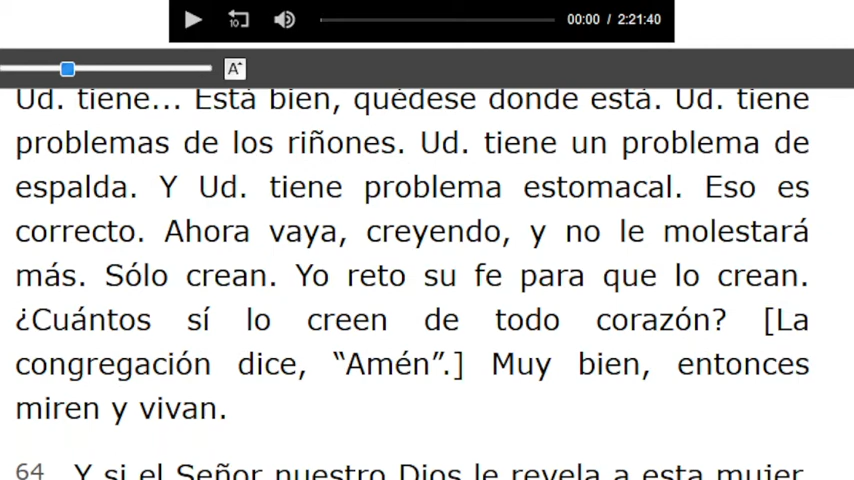 10
00:00 / 2:21:40
A
Ud. tiene... Está bien, quédese donde está. Ud. tiene
problemas de los riñones. Ud. tiene un problema de
espalda. Y Ud. tiene problema estomacal. Eso es
correcto. Ahora vaya, creyendo, y no le molestará
más. Sólo crean. Yo reto su fe para que lo crean.
¿Cuántos sí lo creen de todo corazón? [La
congregación dice, “Amén”.] Muy bien, entonces
miren y vivan.
64 Y si el Señor nuestro Dios le revela a esta mujer,